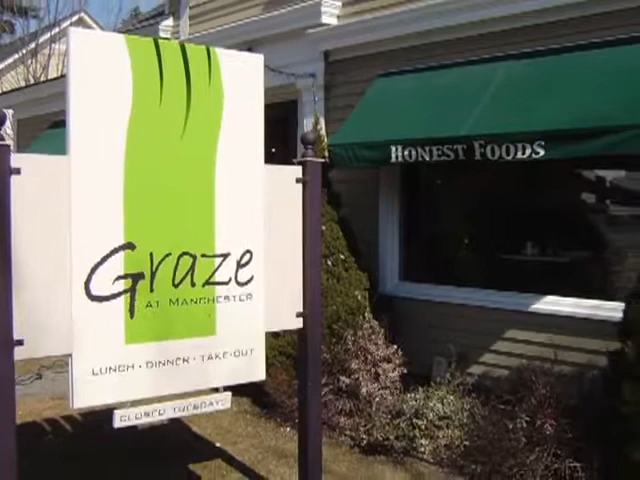 Graze
AT MANCHESTER
LUNCH · DINNER · TAKE-OUT
CLOSED TUESDAYS
HONEST FOODS